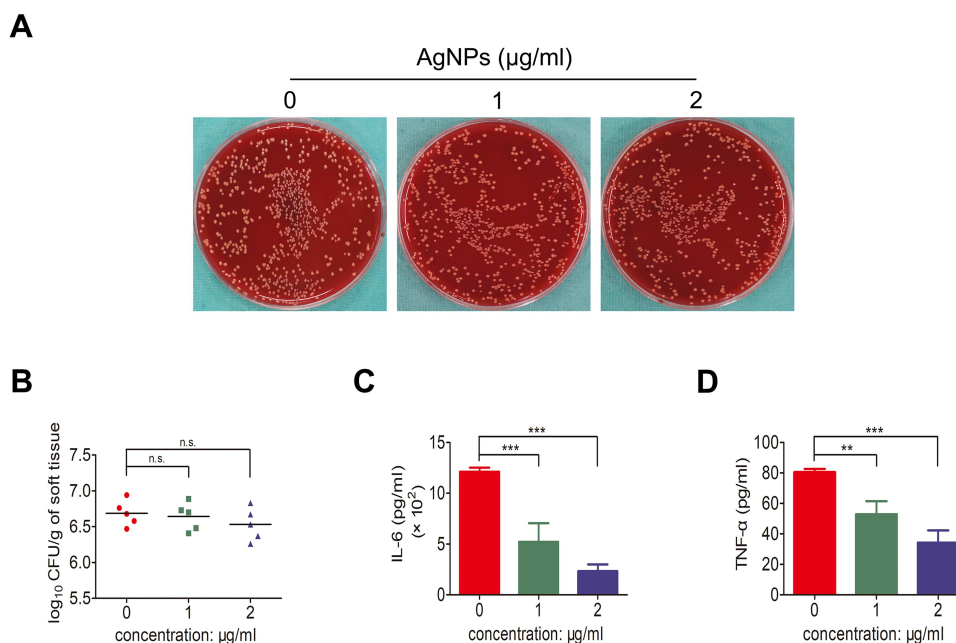 A
AgNPs (µg/ml)
0 1 2
B
log₁₀ CFU/g of soft tissue
7.5
7.0
6.5
6.0
5.5
n.s.
n.s.
0 1 2
concentration: µg/ml
C
IL-6 (pg/ml)
(× 10²)
15
10
5
0
***
***
0 1 2
concentration: µg/ml
D
TNF-α (pg/ml)
100
80
60
40
20
0
***
**
0 1 2
concentration: µg/ml